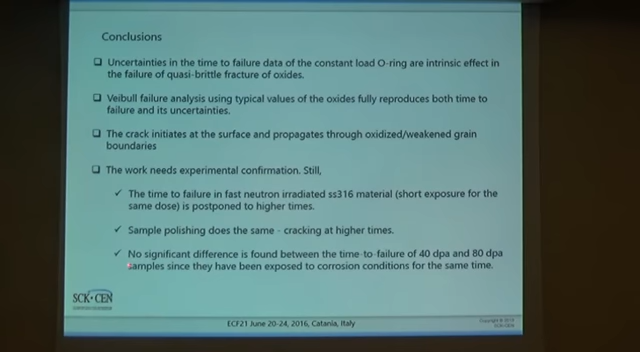 Conclusions
Uncertainties in the time to failure data of the constant load O-ring are intrinsic effect in
the failure of quasi-brittle fracture of oxides.
Veibull failure analysis using typical values of the oxides fully reproduces both time to
failure and its uncertainties.
The crack initiates at the surface and propagates through oxidized/weakened grain
boundaries
The work needs experimental confirmation. Still,
The time to failure in fast neutron irradiated ss316 material (short exposure for the
same dose) is postponed to higher times.
Sample polishing does the same - cracking at higher times.
No significant difference is found between the time-to-failure of 40 dpa and 80 dpa
samples since they have been exposed to corrosion conditions for the same time.
SCK•CEN
ECF21 June 20-24, 2016, Catania, Italy